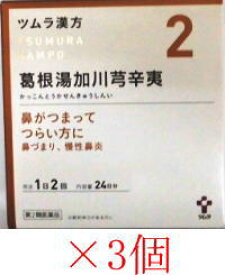 ツムラ漢方
TSUMURA
KAMPO
2
葛根湯加川芎辛夷
かっこんとうかせんきゅうしんい
鼻がつまって
つらい方に
鼻づまり、慢性鼻炎
用法 1日2回 内容量 24包
第2類医薬品
ツムラ
×3個